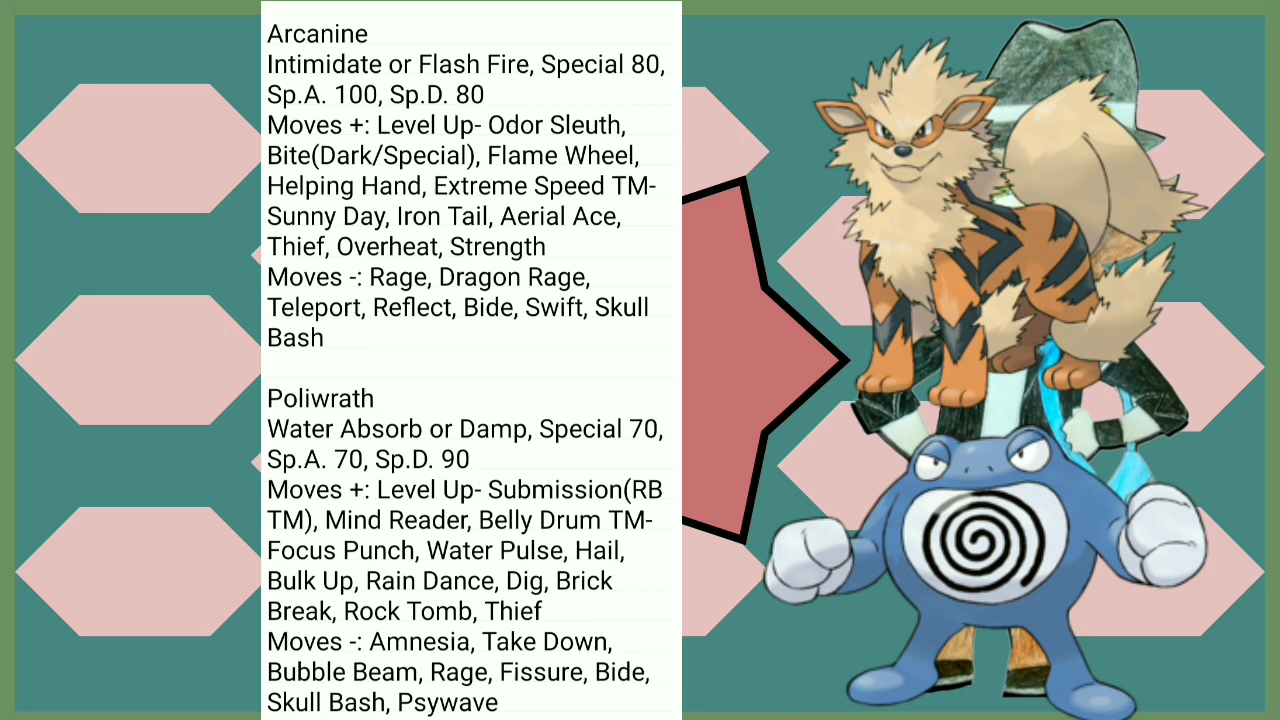 Arcanine
Intimidate or Flash Fire, Special 80,
Sp.A. 100, Sp.D. 80
Moves +: Level Up- Odor Sleuth,
Bite(Dark/Special), Flame Wheel,
Helping Hand, Extreme Speed TM-
Sunny Day, Iron Tail, Aerial Ace,
Thief, Overheat, Strength
Moves -: Rage, Dragon Rage,
Teleport, Reflect, Bide, Swift, Skull
Bash
Poliwrath
Water Absorb or Damp, Special 70,
Sp.A. 70, Sp.D. 90
Moves +: Level Up- Submission(RB
TM), Mind Reader, Belly Drum TM-
Focus Punch, Water Pulse, Hail,
Bulk Up, Rain Dance, Dig, Brick
Break, Rock Tomb, Thief
Moves -: Amnesia, Take Down,
Bubble Beam, Rage, Fissure, Bide,
Skull Bash, Psywave